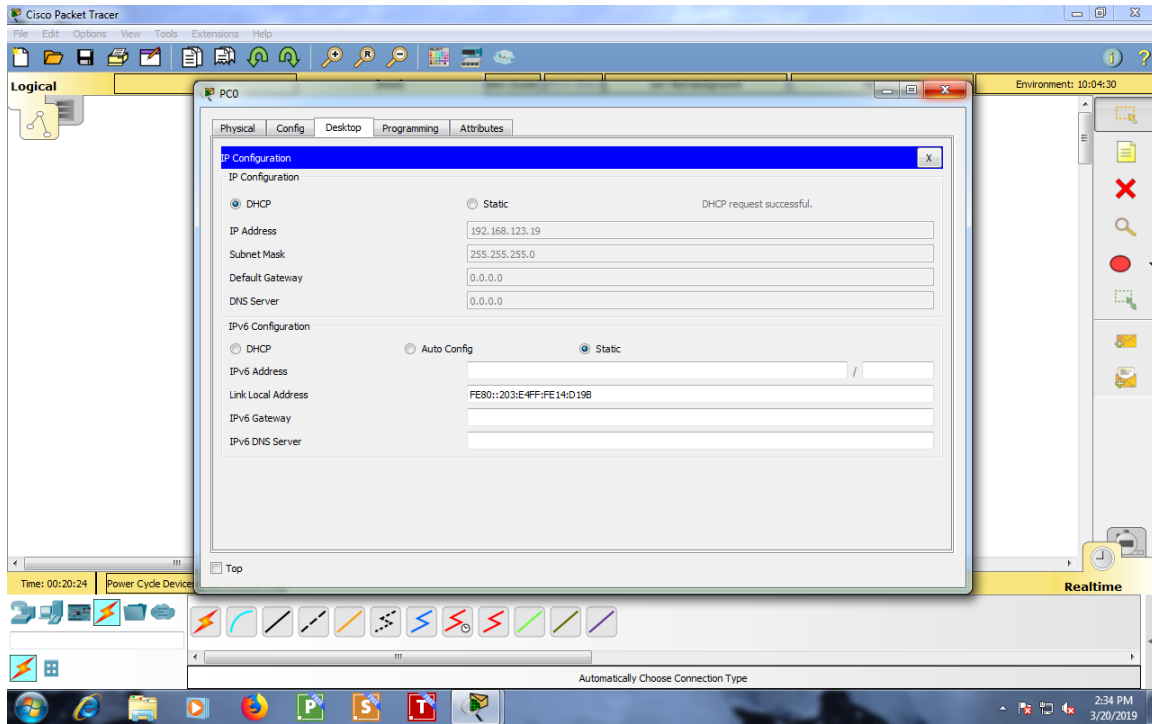 Cisco Packet Tracer
File Edit Options View Tools Extensions Help
Logical
Environment: 10:04:30
PC0
Physical Config Desktop Programming Attributes
IP Configuration X
IP Configuration
DHCP Static DHCP request successful.
IP Address 192.168.123.19
Subnet Mask 255.255.255.0
Default Gateway 0.0.0.0
DNS Server 0.0.0.0
IPv6 Configuration
DHCP Auto Config Static
IPv6 Address /
Link Local Address FE80::203:E4FF:FE14:D19B
IPv6 Gateway
IPv6 DNS Server
Top
Time: 00:20:24 Power Cycle Device
Realtime
Automatically Choose Connection Type
P S T
2:34 PM
3/20/2019